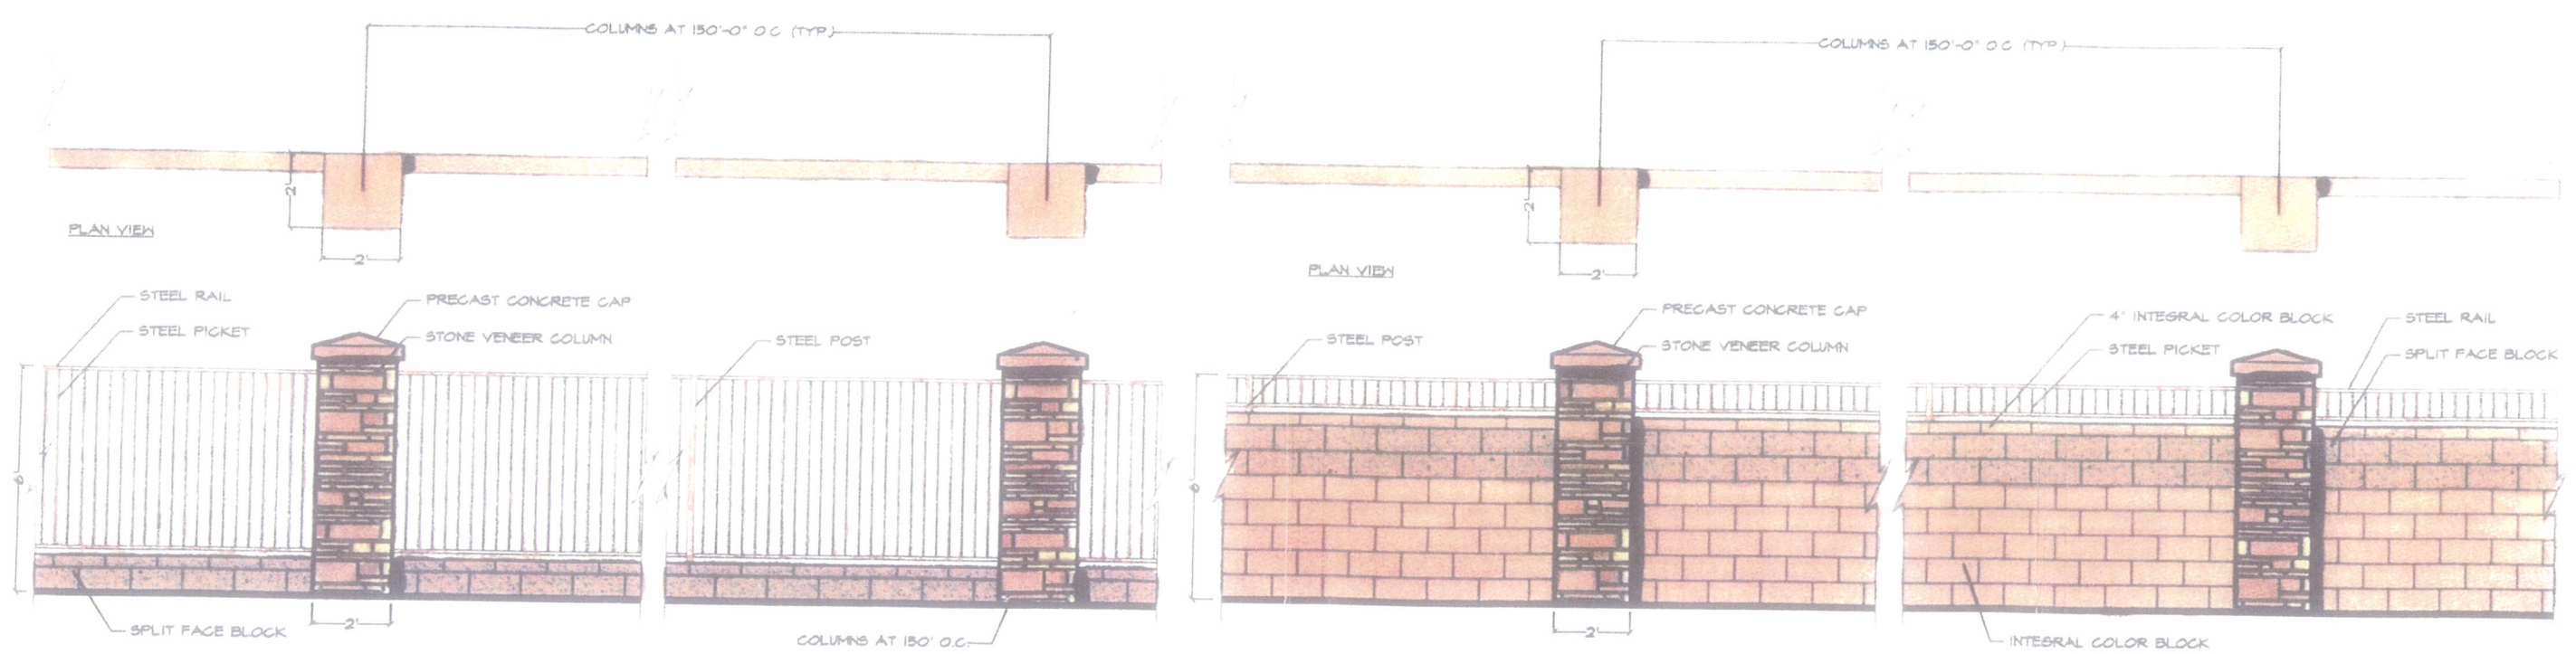 COLUMNS AT 150'-0" O.C. (TYP.)
2'
PLAN VIEW
2'
STEEL RAIL
STEEL PICKET
PRECAST CONCRETE CAP
STONE VENEER COLUMN
STEEL POST
SPLIT FACE BLOCK
2'
COLUMNS AT 150' O.C.
COLUMNS AT 150'-0" O.C. (TYP.)
2'
PLAN VIEW
2'
STEEL POST
PRECAST CONCRETE CAP
STONE VENEER COLUMN
4" INTEGRAL COLOR BLOCK
STEEL PICKET
STEEL RAIL
SPLIT FACE BLOCK
2'
INTEGRAL COLOR BLOCK